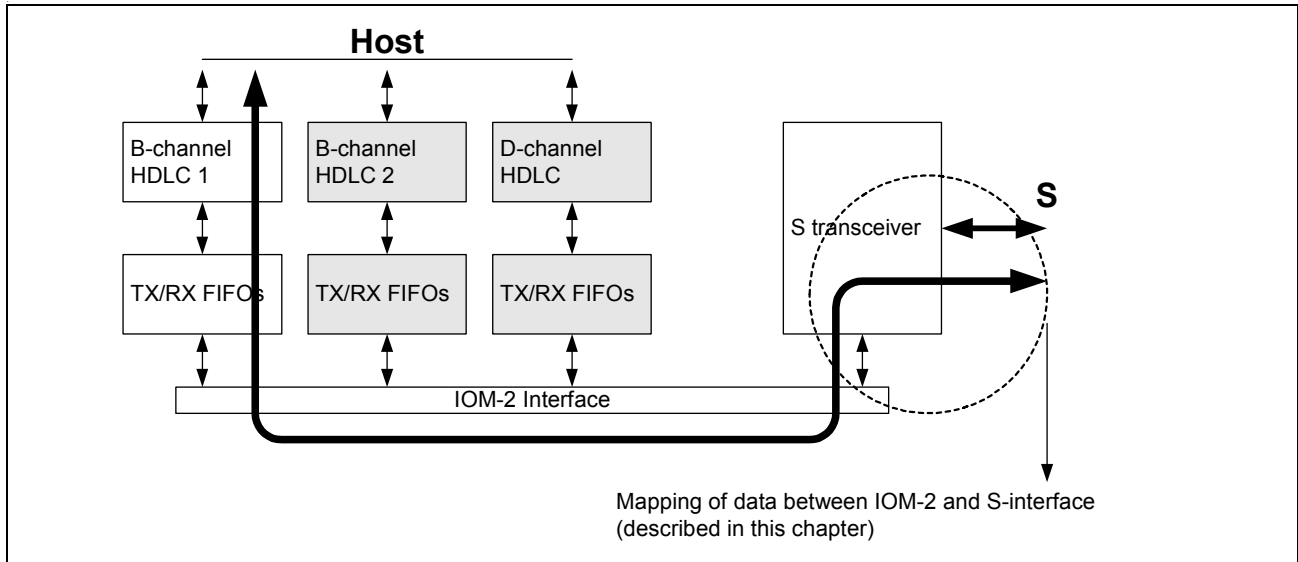 Host
B-channel
HDLC 1
B-channel
HDLC 2
D-channel
HDLC
S transceiver
S
TX/RX FIFOs
TX/RX FIFOs
TX/RX FIFOs
IOM-2 Interface
Mapping of data between IOM-2 and S-interface
(described in this chapter)